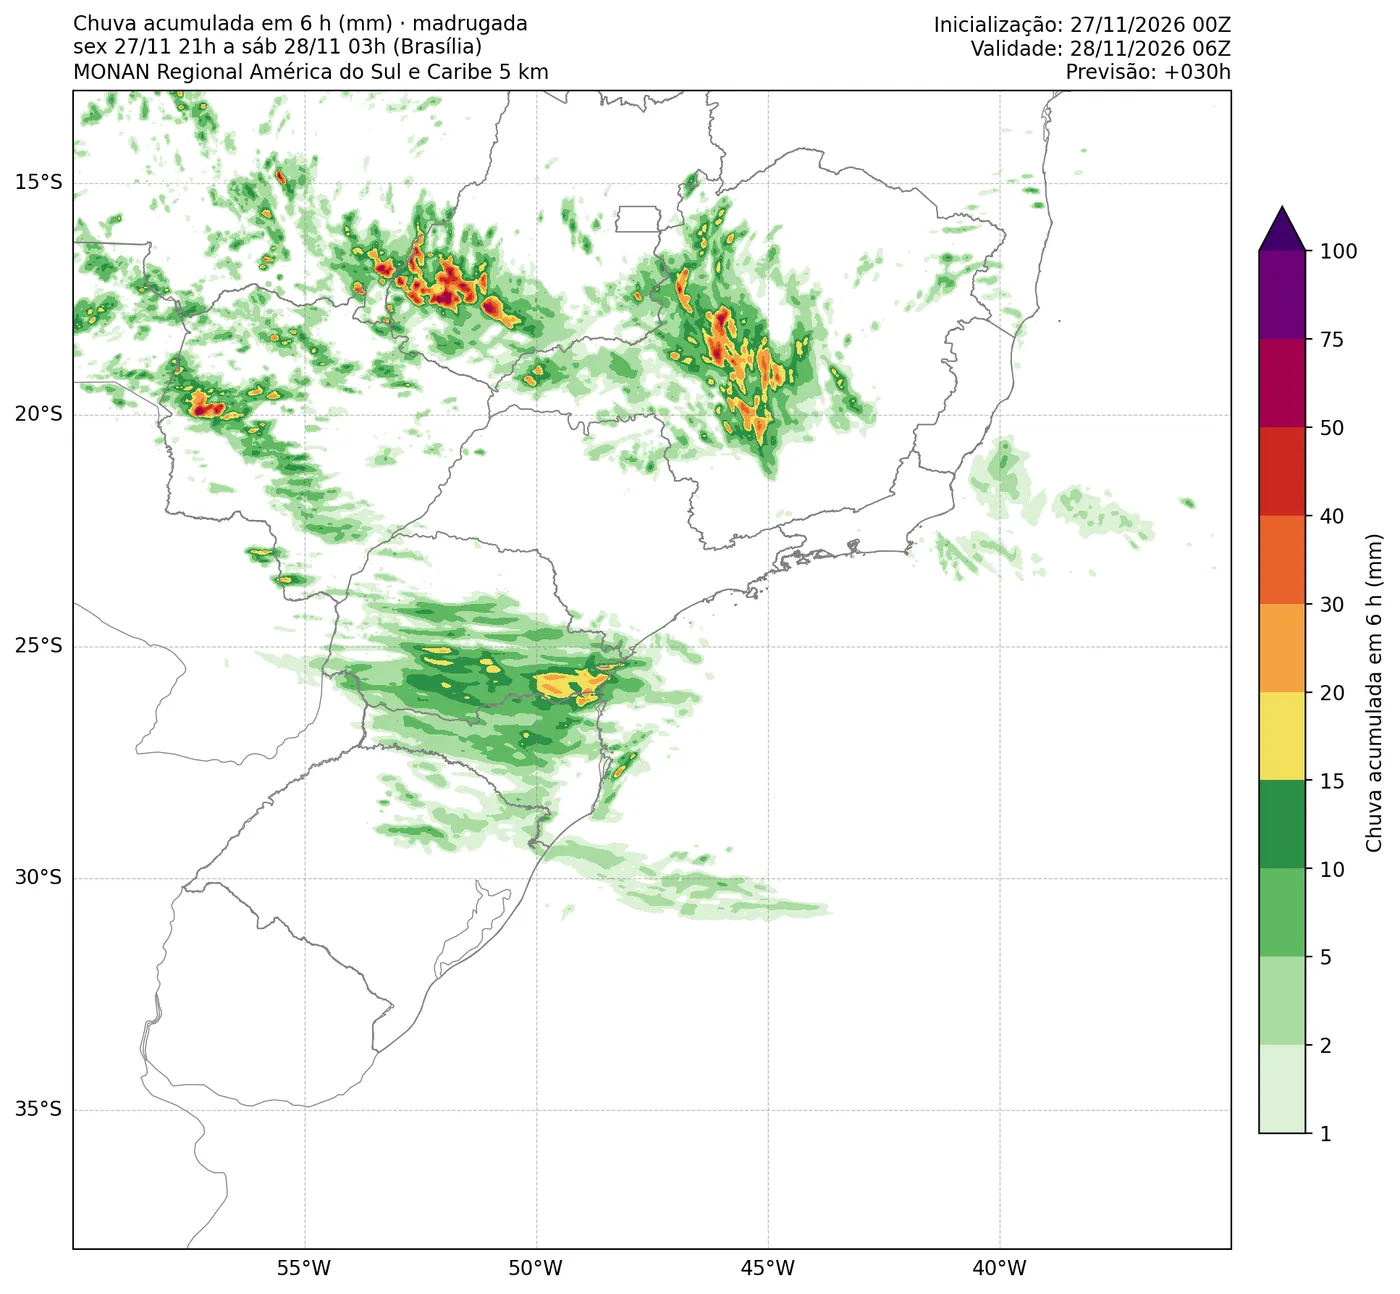 Chuva acumulada em 6 h (mm) · madrugada
sex 27/11 21h a sáb 28/11 03h (Brasília)
MONAN Regional América do Sul e Caribe 5 km
Inicialização: 27/11/2026 00Z
Validade: 28/11/2026 06Z
Previsão: +030h
15°S
20°S
25°S
30°S
35°S
55°W
50°W
45°W
40°W
100
75
50
40
30
20
15
10
5
2
1
Chuva acumulada em 6 h (mm)